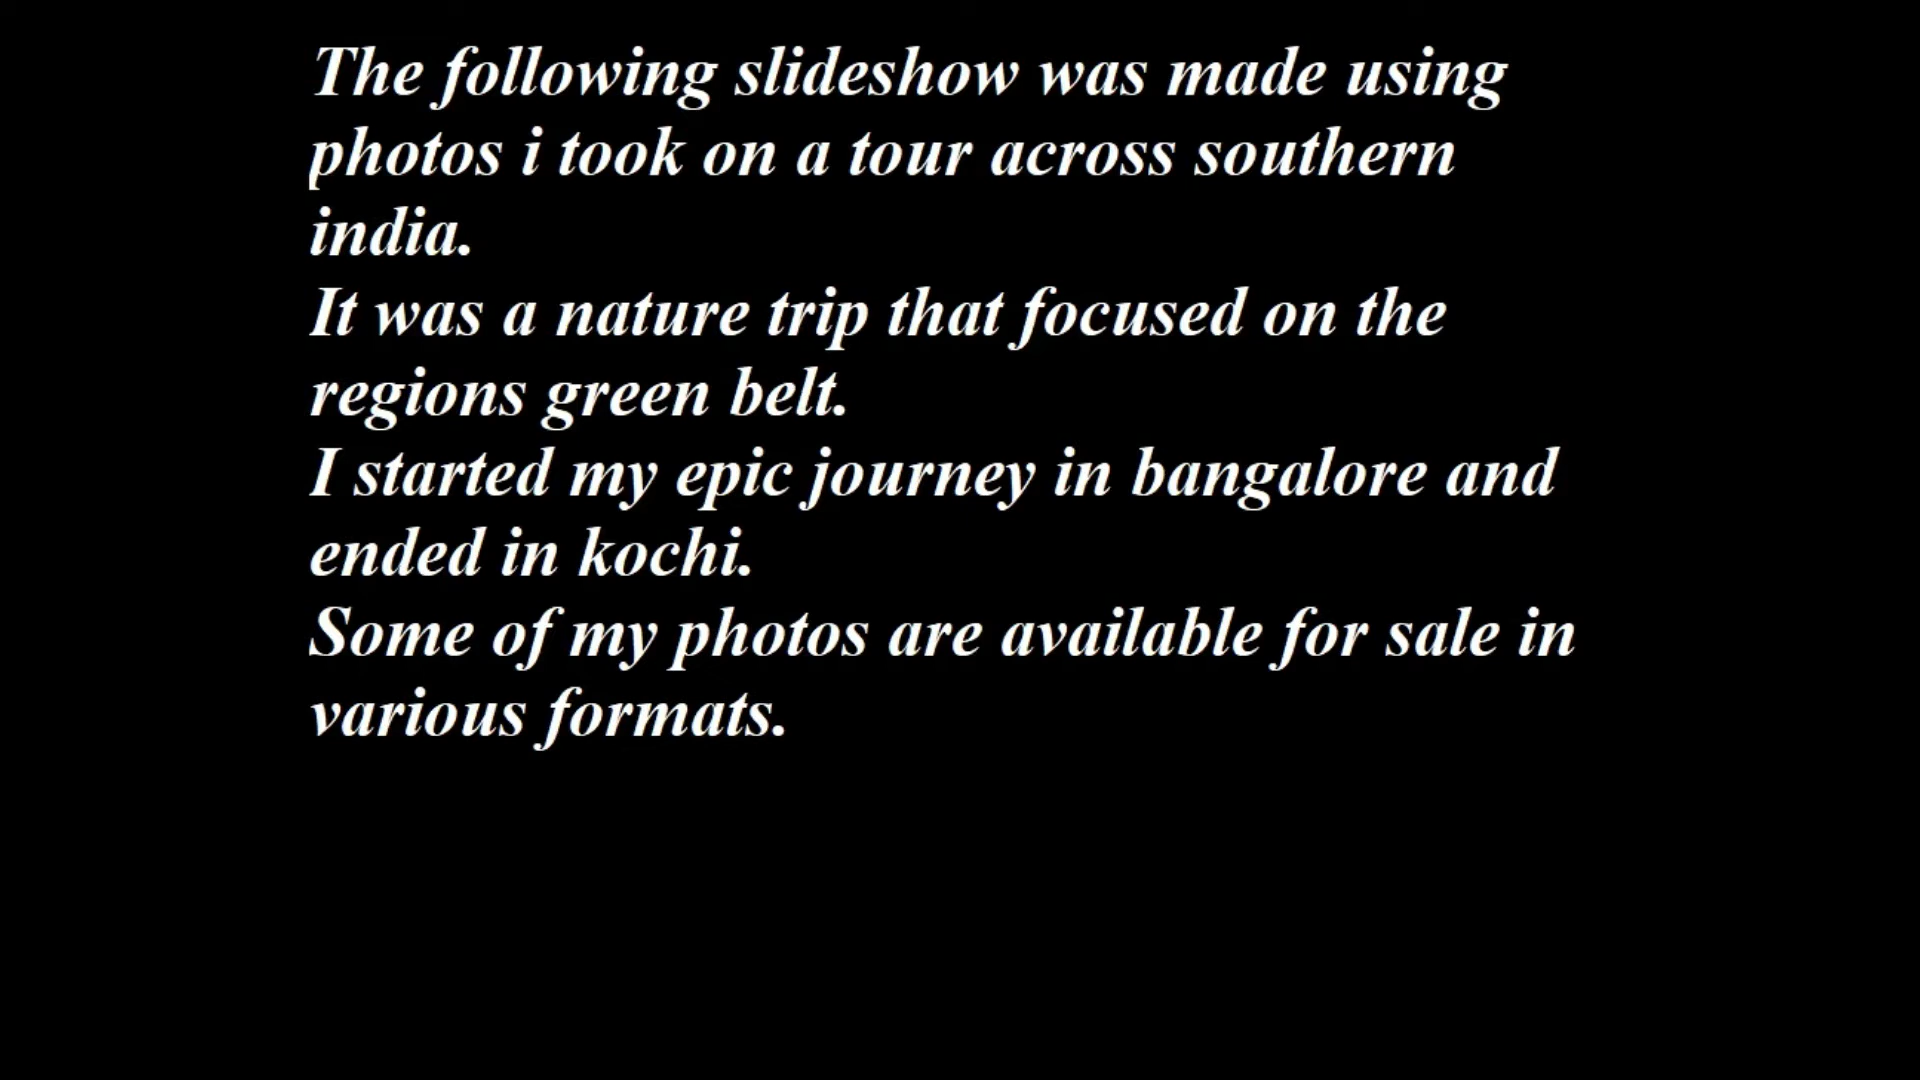 The following slideshow was made using
photos i took on a tour across southern
india.
It was a nature trip that focused on the
regions green belt.
I started my epic journey in bangalore and
ended in kochi.
Some of my photos are available for sale in
various formats.